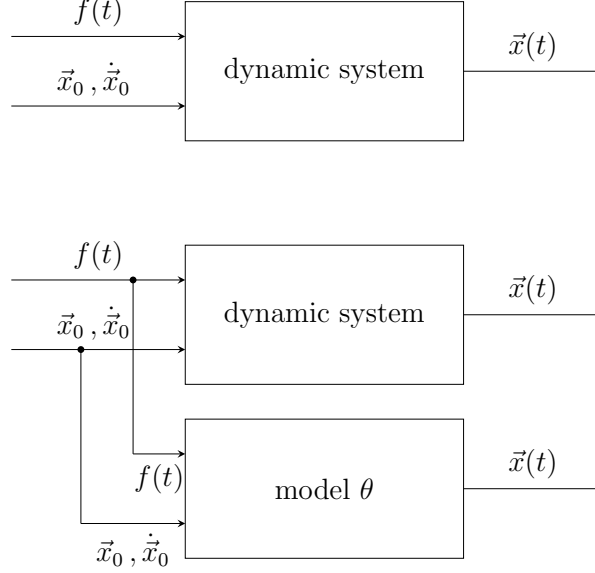 f(t)
x⃗₀ , ẋ⃗₀
dynamic system
x⃗(t)
f(t)
x⃗₀ , ẋ⃗₀
dynamic system
x⃗(t)
f(t)
x⃗₀ , ẋ⃗₀
model θ
x⃗(t)